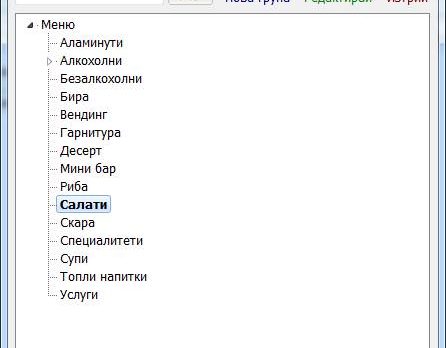 Нова група Редактирай Изтрий
Меню
Аламинути
Алкохолни
Безалкохолни
Бира
Вендинг
Гарнитура
Десерт
Мини бар
Риба
Салати
Скара
Специалитети
Супи
Топли напитки
Услуги